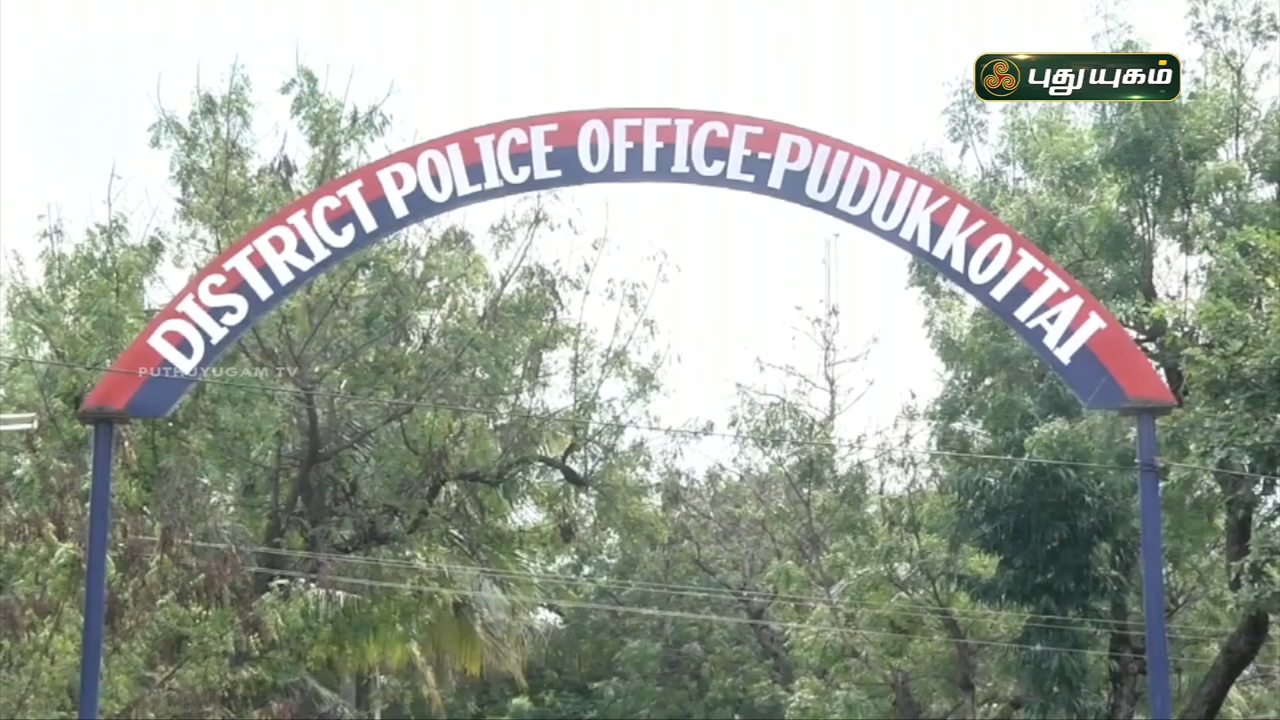 புதுயுகம்
DISTRICT POLICE OFFICE-PUDUKKOTTAI
PUTHUYUGAM TV